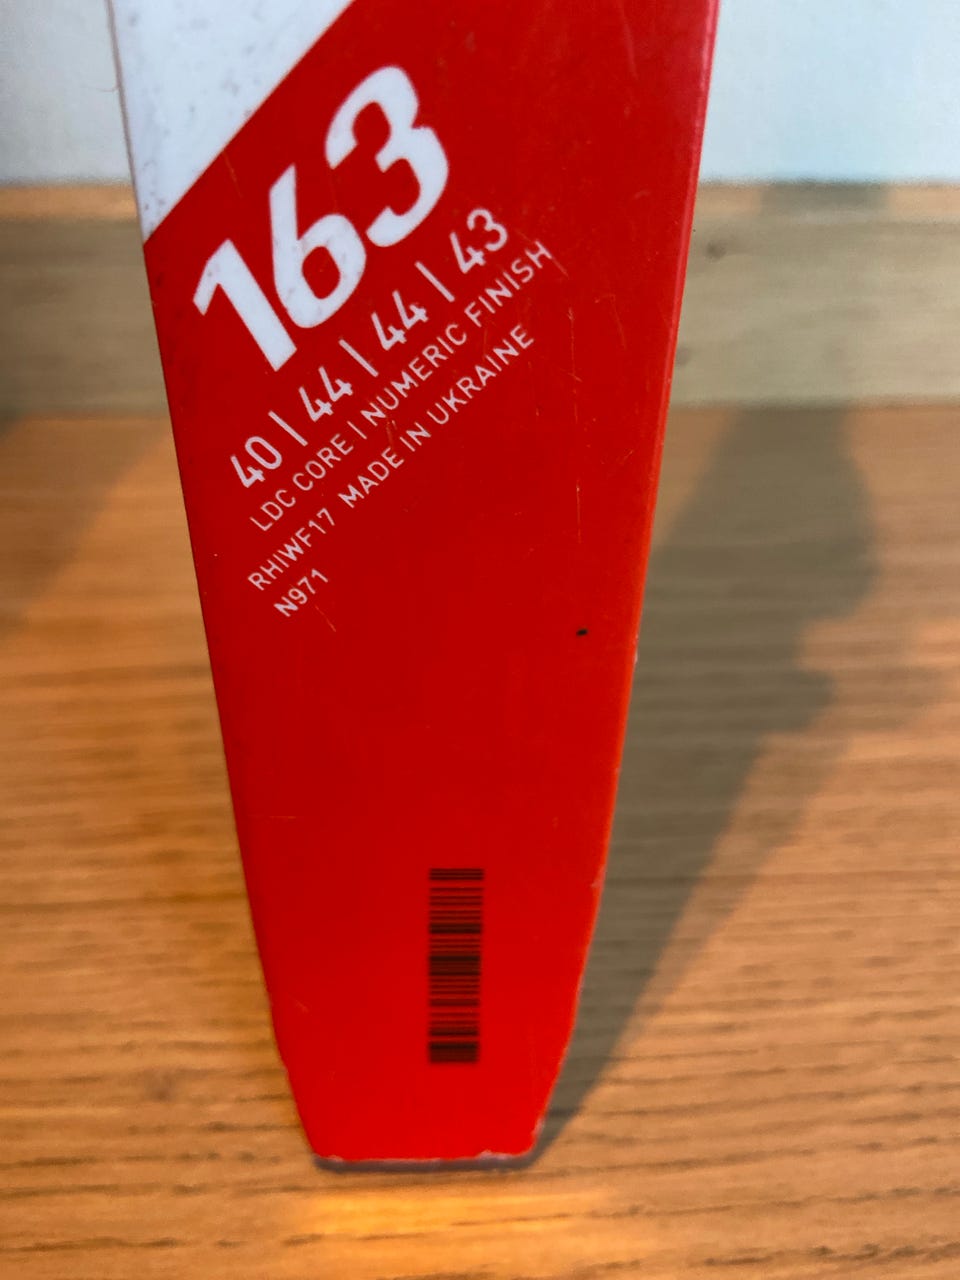 163
40 | 44 | 44 | 43
LDC CORE | NUMERIC FINISH
RHIWF17 MADE IN UKRAINE
N971